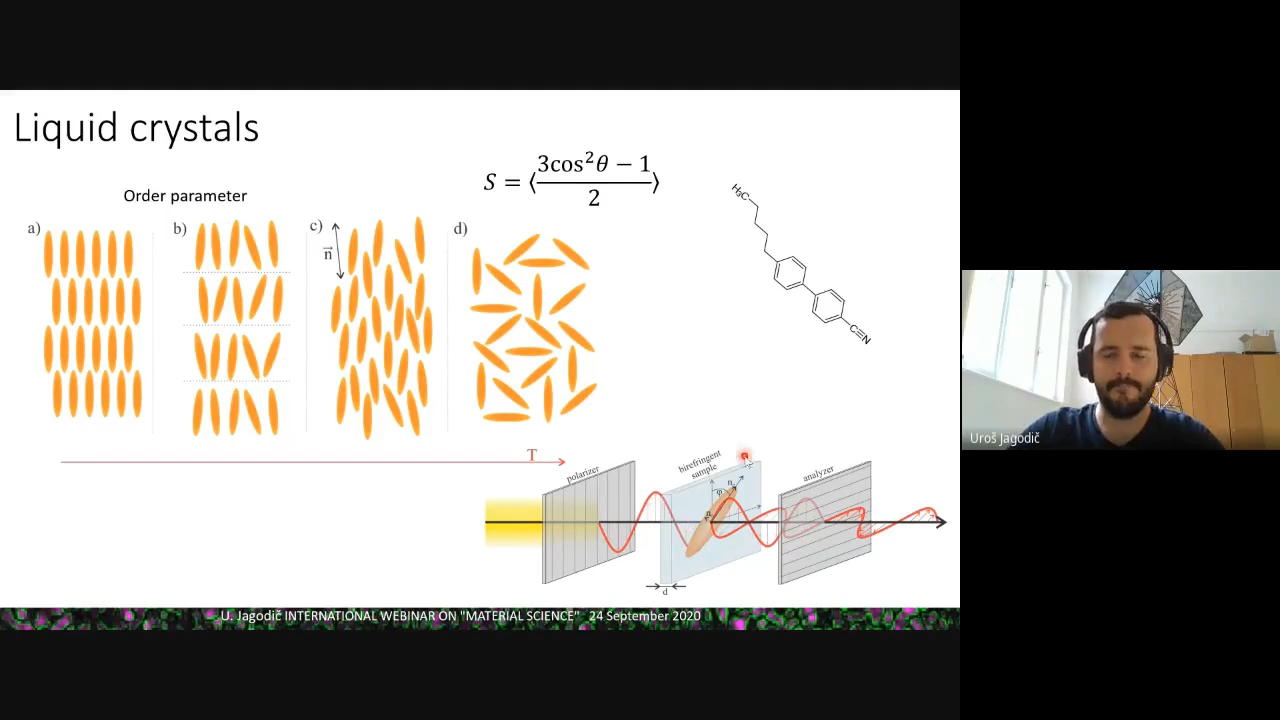 Liquid crystals
Order parameter
S = ⟨(3cos²θ − 1)/2⟩
a)
b)
c)
n⃗
d)
H₃C
C≡N
T
polarizer
birefringent
sample
analyzer
φ
d
Uroš Jagodič
U. Jagodič INTERNATIONAL WEBINAR ON "MATERIAL SCIENCE" 24 September 2020